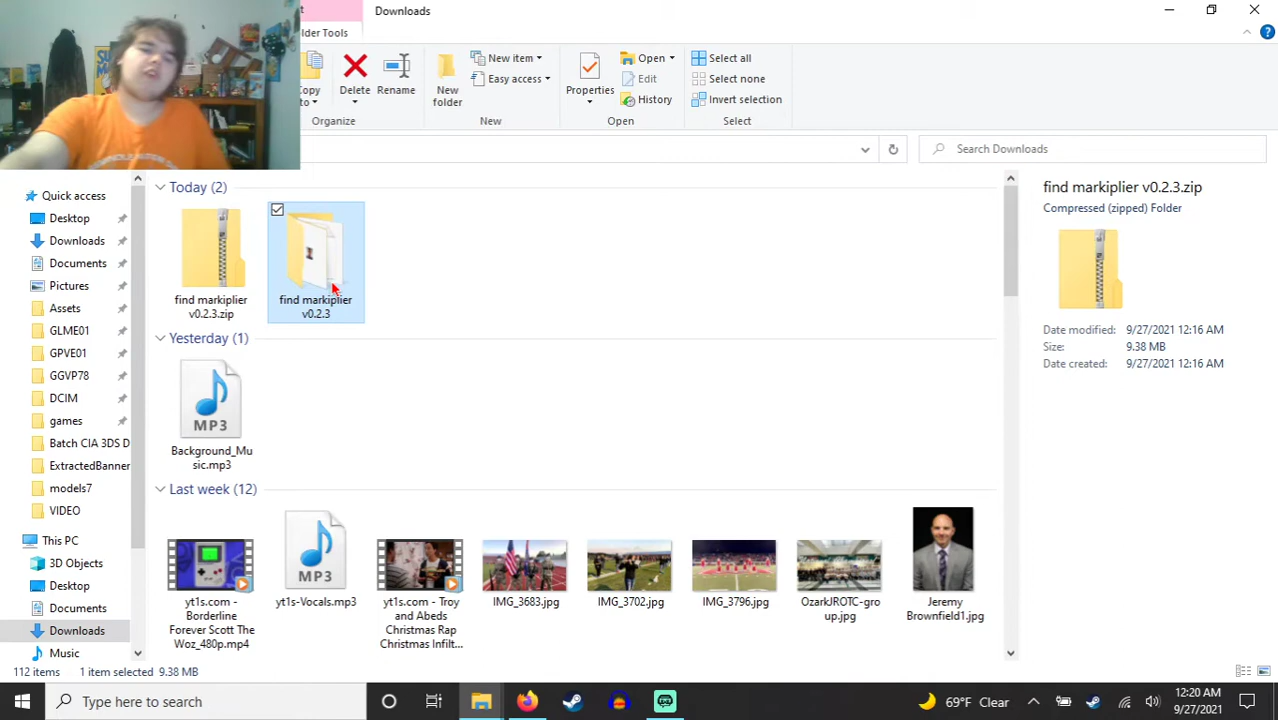 t
Downloads
lder Tools
Copy
to
Delete
Rename
New
folder
New item
Easy access
Properties
Open
Edit
History
Select all
Select none
Invert selection
Organize
New
Open
Select
Search Downloads
Quick access
Desktop
Downloads
Documents
Pictures
Assets
GLME01
GPVE01
GGVP78
DCIM
games
Batch CIA 3DS D
ExtractedBanner
models7
VIDEO
This PC
3D Objects
Desktop
Documents
Downloads
Music
Today (2)
find markiplier
v0.2.3.zip
find markiplier
v0.2.3
Yesterday (1)
MP3
Background_Mu
sic.mp3
Last week (12)
yt1s.com -
Borderline
Forever Scott The
Woz_480p.mp4
MP3
yt1s-Vocals.mp3
yt1s.com - Troy
and Abeds
Christmas Rap
Christmas Infilt...
IMG_3683.jpg
IMG_3702.jpg
IMG_3796.jpg
OzarkJROTC-gro
up.jpg
Jeremy
Brownfield1.jpg
find markiplier v0.2.3.zip
Compressed (zipped) Folder
Date modified: 9/27/2021 12:16 AM
Size: 9.38 MB
Date created: 9/27/2021 12:16 AM
112 items
1 item selected 9.38 MB
Type here to search
69°F Clear
12:20 AM
9/27/2021